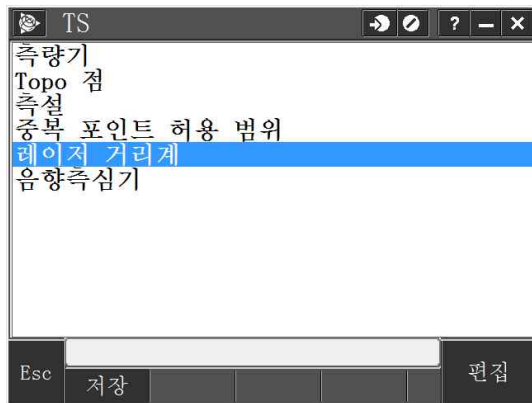 TS
? – ×
측량기
Topo 점
측설
중복 포인트 허용 범위
레이저 거리계
음향측심기
Esc
저장
편집